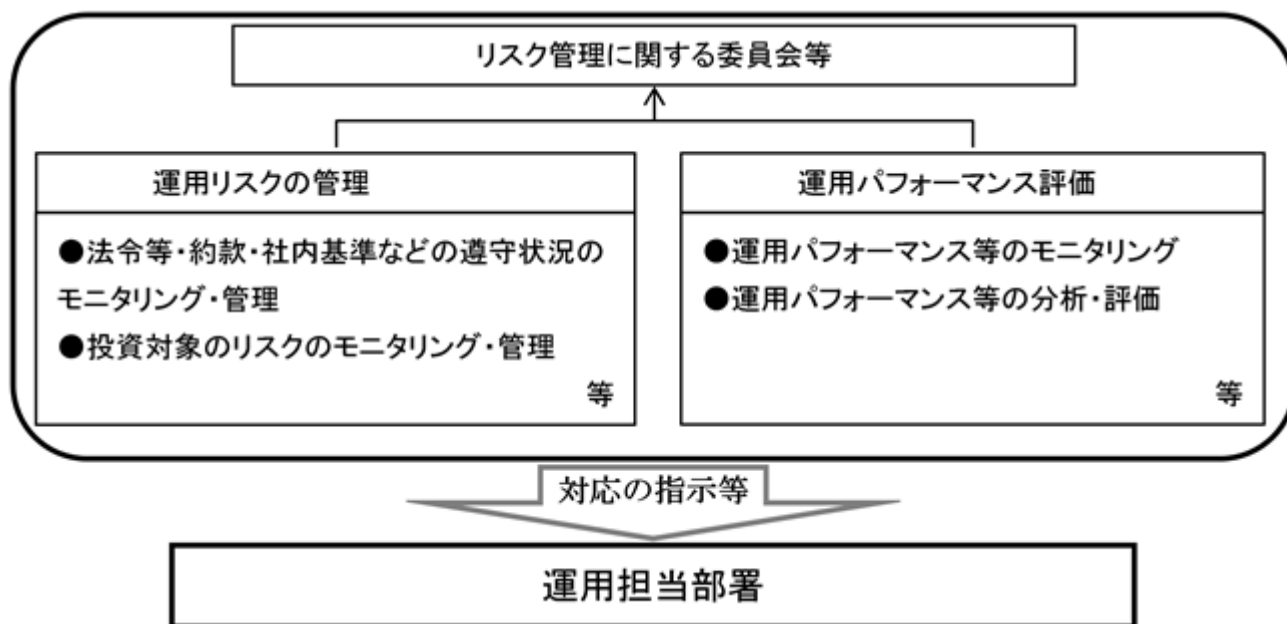 リスク管理に関する委員会等
運用リスクの管理
●法令等・約款・社内基準などの遵守状況の
モニタリング・管理
●投資対象のリスクのモニタリング・管理
等
運用パフォーマンス評価
●運用パフォーマンス等のモニタリング
●運用パフォーマンス等の分析・評価
等
対応の指示等
運用担当部署